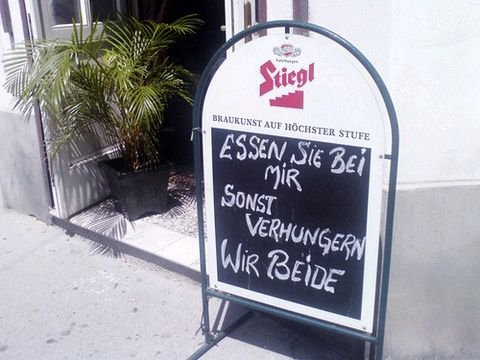 Salzburger
Stiegl
BRAUKUNST AUF HÖCHSTER STUFE
ESSEN SIE BEI
MIR
SONST
VERHUNGERN
WIR BEIDE